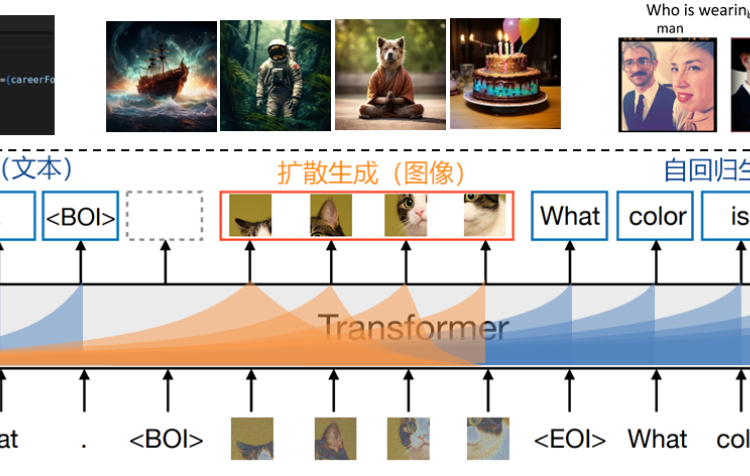 ={careerFo
Who is wearing
man
(文本)
扩散生成（图像）
自回归生
<BOI>
What
color
is
Transformer
at
.
<BOI>
<EOI>
What
col